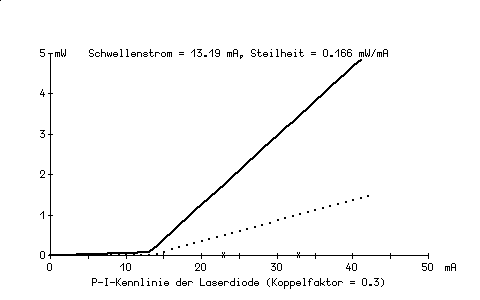 5 mW Schwellenstrom = 13.19 mA, Steilheit = 0.166 mW/mA
4
3
2
1
0
0 10 20 30 40 50 mA
P-I-Kennlinie der Laserdiode (Koppelfaktor = 0.3)